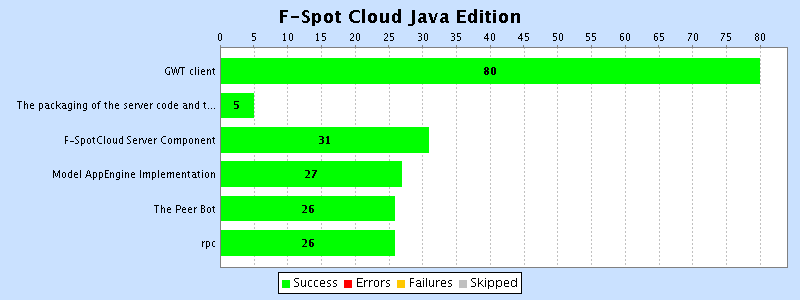 F-Spot Cloud Java Edition
0 5 10 15 20 25 30 35 40 45 50 55 60 65 70 75 80
GWT client 80
The packaging of the server code and t... 5
F-SpotCloud Server Component 31
Model AppEngine Implementation 27
The Peer Bot 26
rpc 26
Success Errors Failures Skipped